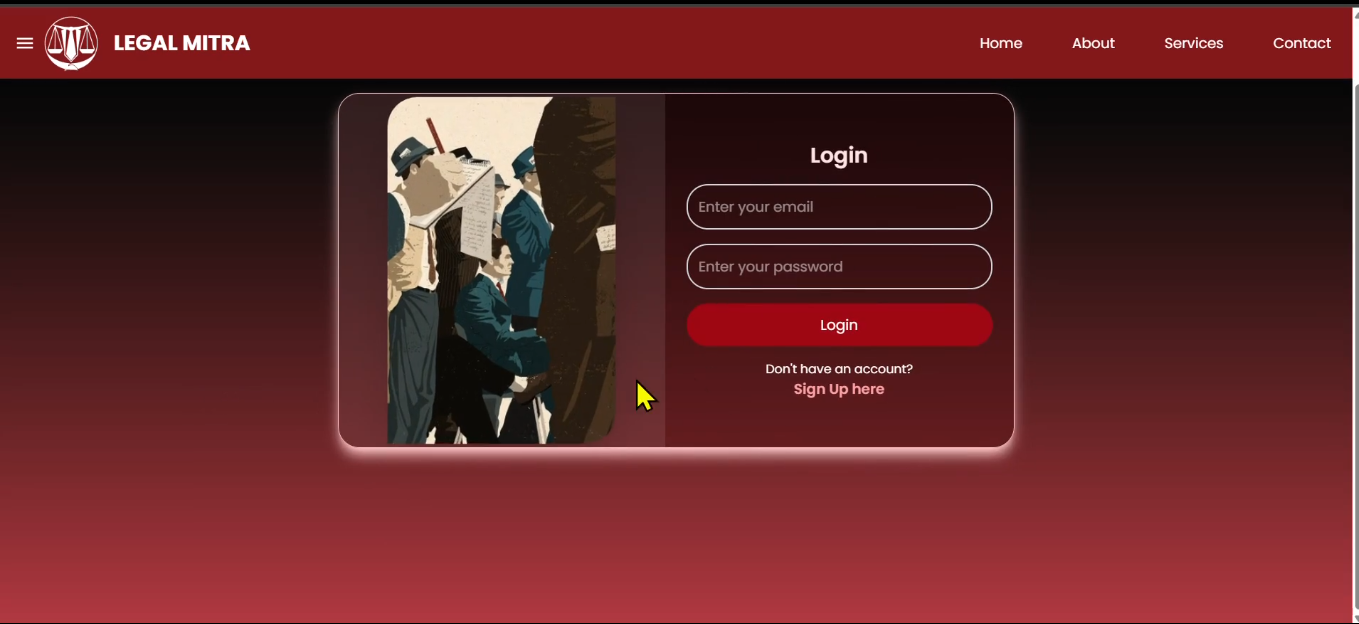 LEGAL MITRA
Home About Services Contact
Login
Enter your email
Enter your password
Login
Don't have an account?
Sign Up here